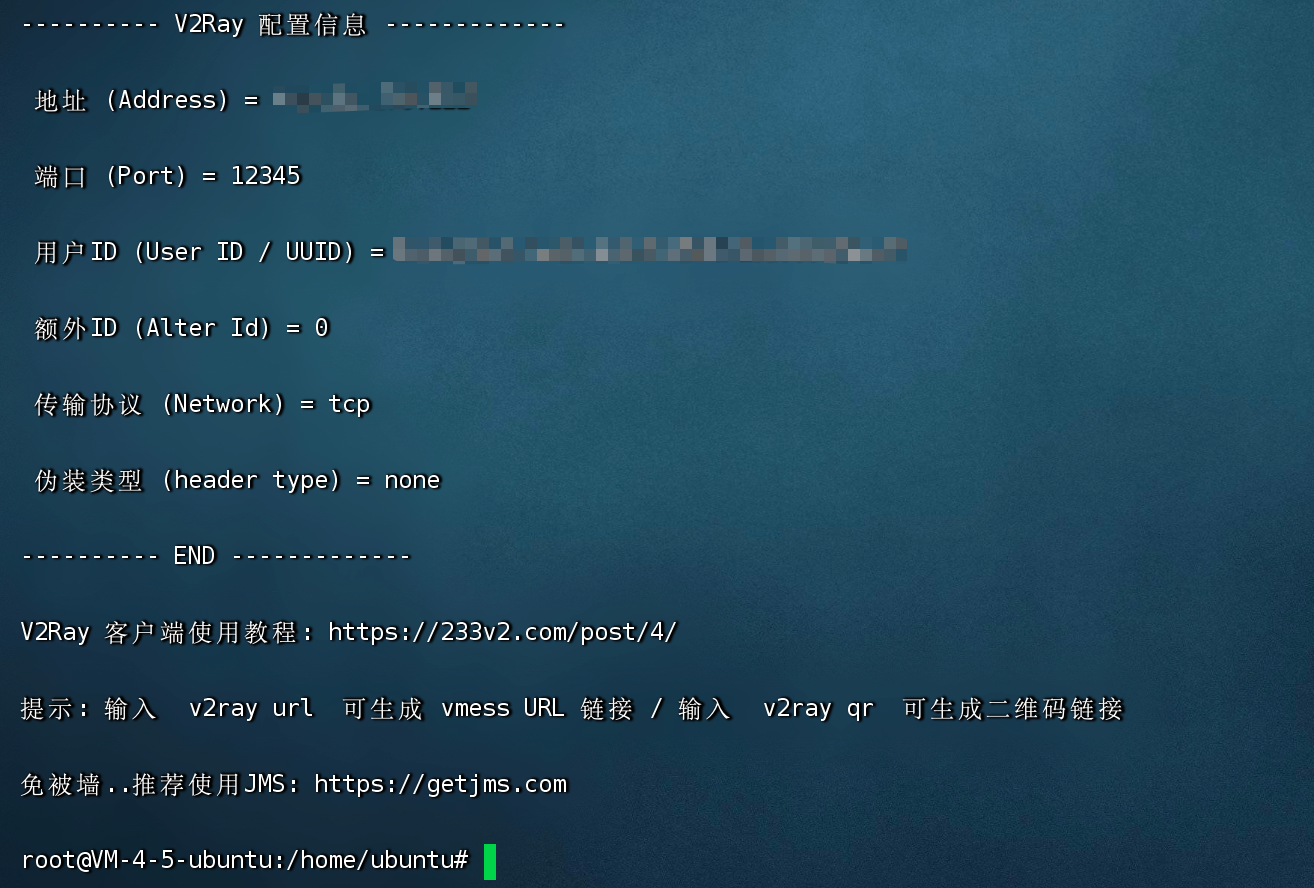 ---------- V2Ray 配置信息 -------------
地址 (Address) =
端口 (Port) = 12345
用户ID (User ID / UUID) =
额外ID (Alter Id) = 0
传输协议 (Network) = tcp
伪装类型 (header type) = none
---------- END -------------
V2Ray 客户端使用教程: https://233v2.com/post/4/
提示: 输入  v2ray url  可生成 vmess URL 链接 / 输入  v2ray qr  可生成二维码链接
免被墙..推荐使用JMS: https://getjms.com
root@VM-4-5-ubuntu:/home/ubuntu#